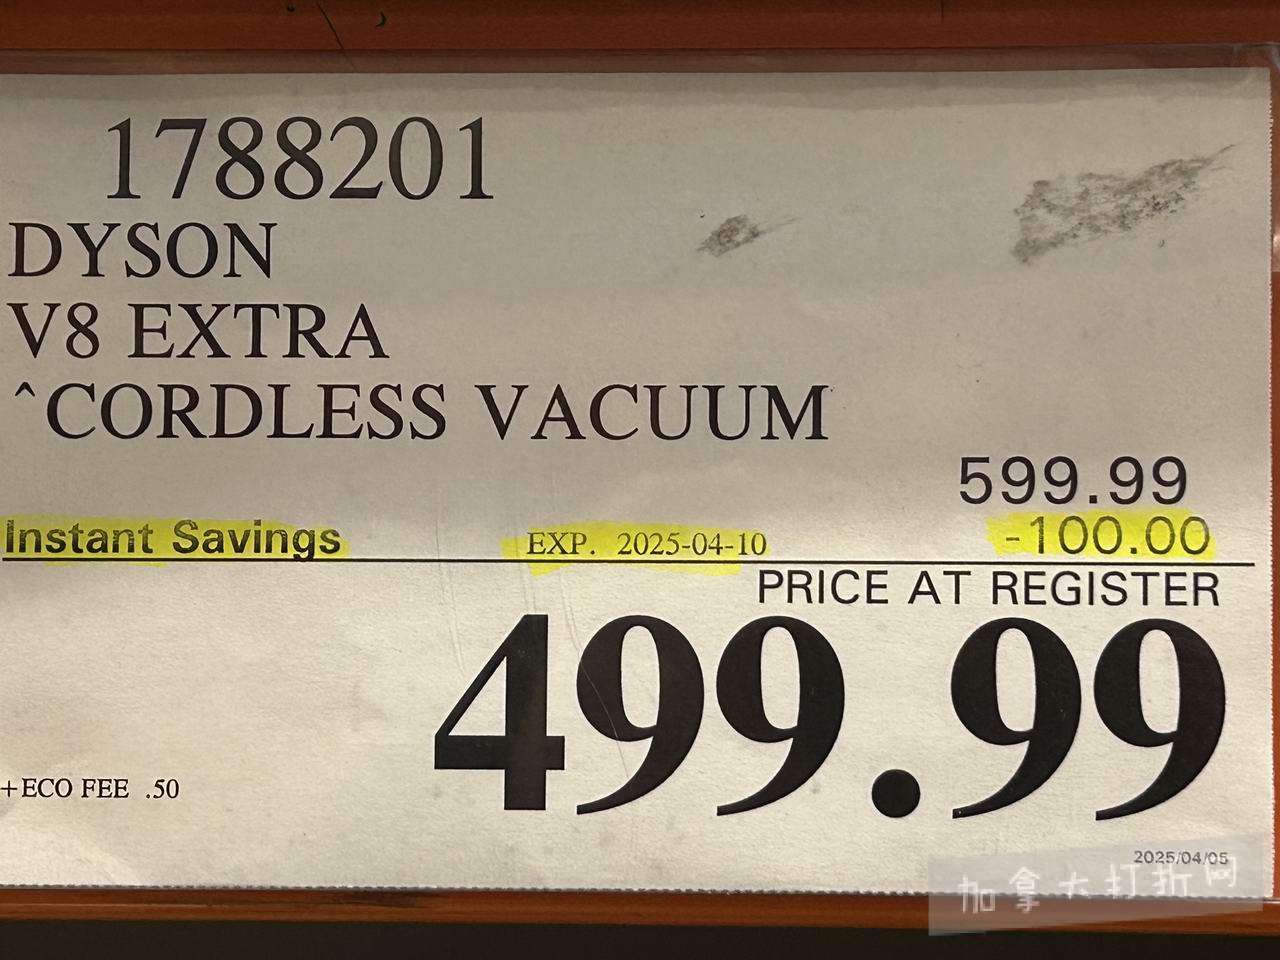 1788201
DYSON
V8 EXTRA
^CORDLESS VACUUM
599.99
Instant Savings EXP. 2025-04-10 -100.00
PRICE AT REGISTER
499.99
+ECO FEE .50
2025/04/05
加拿大打折网